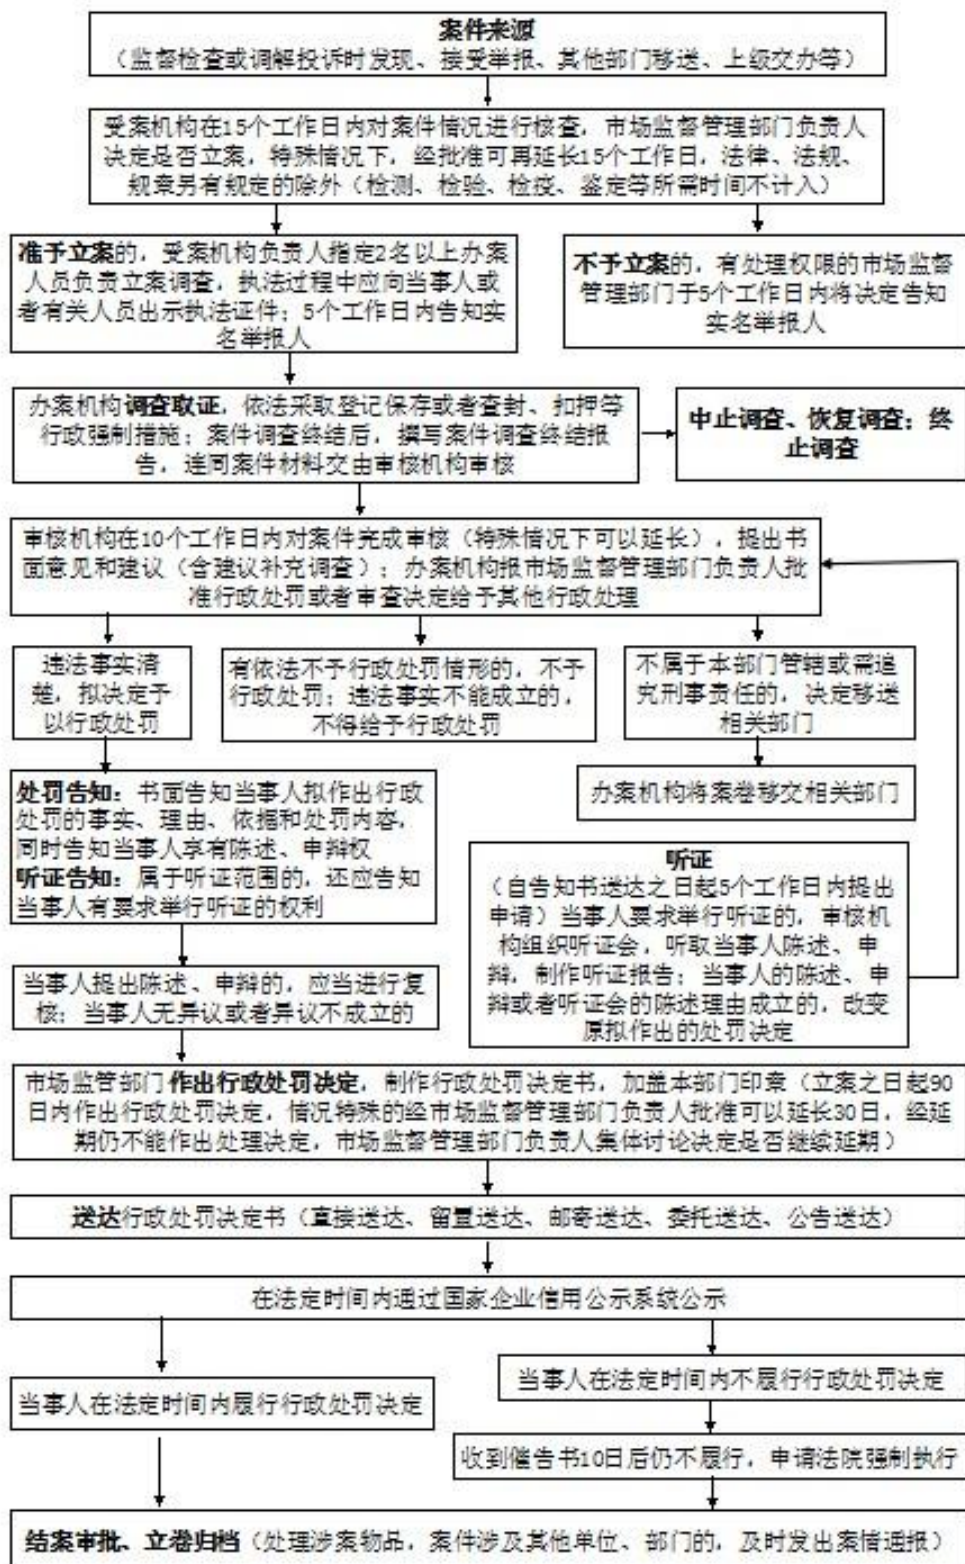 案件来源
（监督检查或调解投诉时发现、接受举报、其他部门移送、上级交办等）
受案机构在15个工作日内对案件情况进行核查，市场监督管理部门负责人
决定是否立案，特殊情况下，经批准可再延长15个工作日，法律、法规、
规章另有规定的除外（检测、检验、检疫、鉴定等所需时间不计入）
准予立案的，受案机构负责人指定2名以上办案
人员负责立案调查，执法过程中应向当事人或
者有关人员出示执法证件；5个工作日内告知实
名举报人
不予立案的，有处理权限的市场监督
管理部门于5个工作日内将决定告知
实名举报人
办案机构调查取证，依法采取登记保存或者查封、扣押等
行政强制措施；案件调查终结后，撰写案件调查终结报
告，连同案件材料交由审核机构审核
中止调查、恢复调查；终
止调查
审核机构在10个工作日内对案件完成审核（特殊情况下可以延长），提出书
面意见和建议（含建议补充调查）；办案机构报市场监督管理部门负责人批
准行政处罚或者审查决定给予其他行政处理
违法事实清
楚，拟决定予
以行政处罚
有依法不予行政处罚情形的，不予
行政处罚；违法事实不能成立的，
不得给予行政处罚
不属于本部门管辖或需追
究刑事责任的，决定移送
相关部门
办案机构将案卷移交相关部门
处罚告知：书面告知当事人拟作出行政
处罚的事实、理由、依据和处罚内容，
同时告知当事人享有陈述、申辩权
听证告知：属于听证范围的，还应告知
当事人有要求举行听证的权利
听证
（自告知书送达之日起5个工作日内提出
申请）当事人要求举行听证的，审核机
构组织听证会，听取当事人陈述、申
辩，制作听证报告；当事人的陈述、申
辩或者听证会的陈述理由成立的，改变
原拟作出的处罚决定
当事人提出陈述、申辩的，应当进行复
核；当事人无异议或者异议不成立的
市场监管部门作出行政处罚决定，制作行政处罚决定书，加盖本部门印章（立案之日起90
日内作出行政处罚决定，情况特殊的经市场监督管理部门负责人批准可以延长30日，经延
期仍不能作出处理决定，市场监督管理部门负责人集体讨论决定是否继续延期）
送达行政处罚决定书（直接送达、留置送达、邮寄送达、委托送达、公告送达）
在法定时间内通过国家企业信用公示系统公示
当事人在法定时间内履行行政处罚决定
当事人在法定时间内不履行行政处罚决定
收到催告书10日后仍不履行，申请法院强制执行
结案审批、立卷归档（处理涉案物品，案件涉及其他单位、部门的，及时发出案情通报）